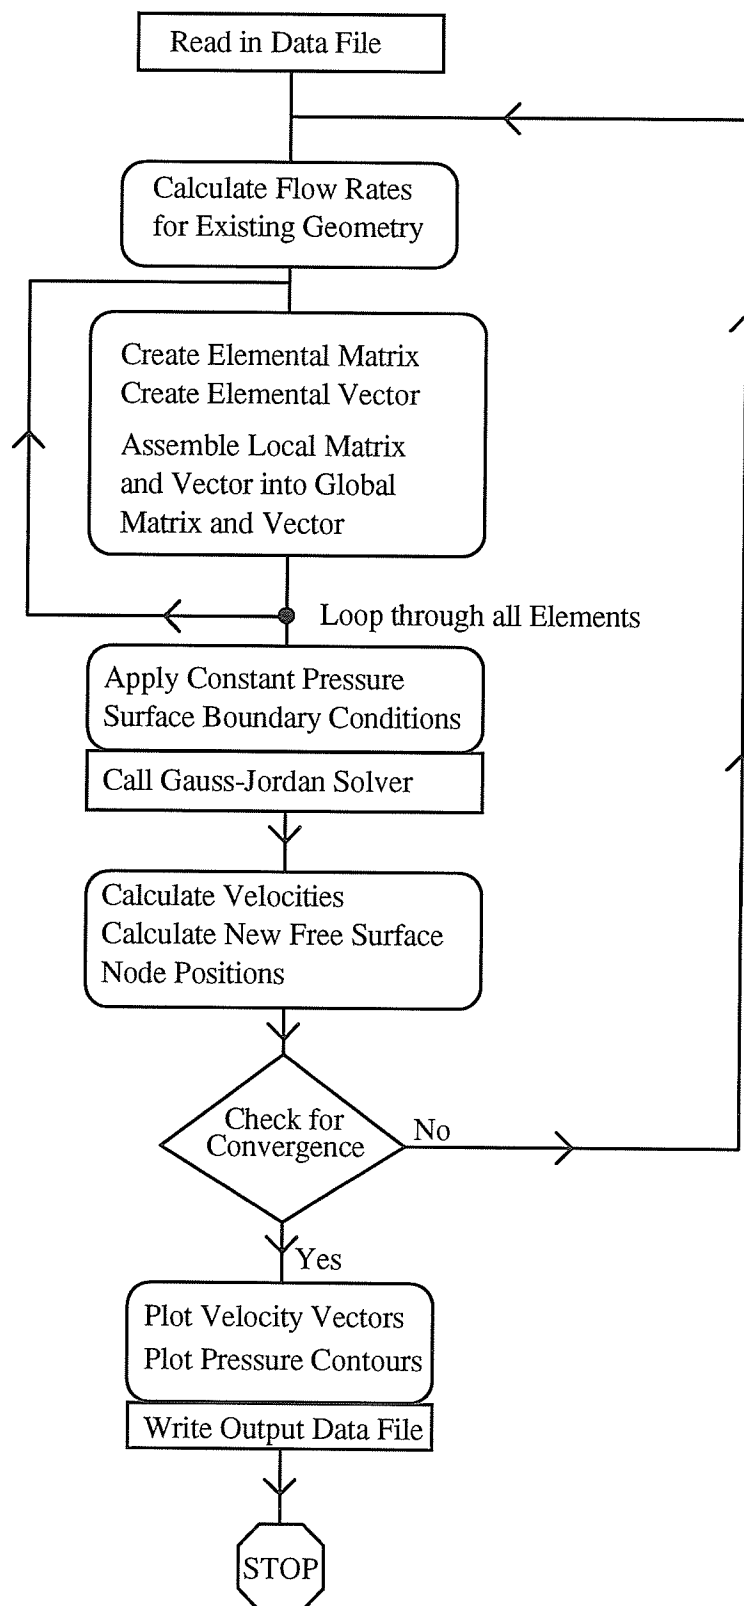 Read in Data File
Calculate Flow Rates
for Existing Geometry
Create Elemental Matrix
Create Elemental Vector
Assemble Local Matrix
and Vector into Global
Matrix and Vector
Loop through all Elements
Apply Constant Pressure
Surface Boundary Conditions
Call Gauss-Jordan Solver
Calculate Velocities
Calculate New Free Surface
Node Positions
Check for
Convergence
No
Yes
Plot Velocity Vectors
Plot Pressure Contours
Write Output Data File
STOP